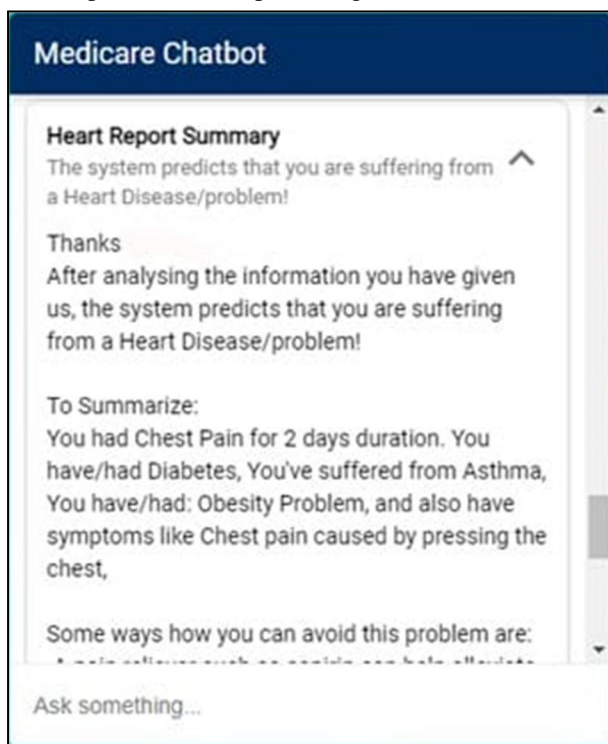 Medicare Chatbot
Heart Report Summary
The system predicts that you are suffering from
a Heart Disease/problem!
Thanks
After analysing the information you have given
us, the system predicts that you are suffering
from a Heart Disease/problem!
To Summarize:
You had Chest Pain for 2 days duration. You
have/had Diabetes, You've suffered from Asthma,
You have/had: Obesity Problem, and also have
symptoms like Chest pain caused by pressing the
chest,
Some ways how you can avoid this problem are:
Ask something...